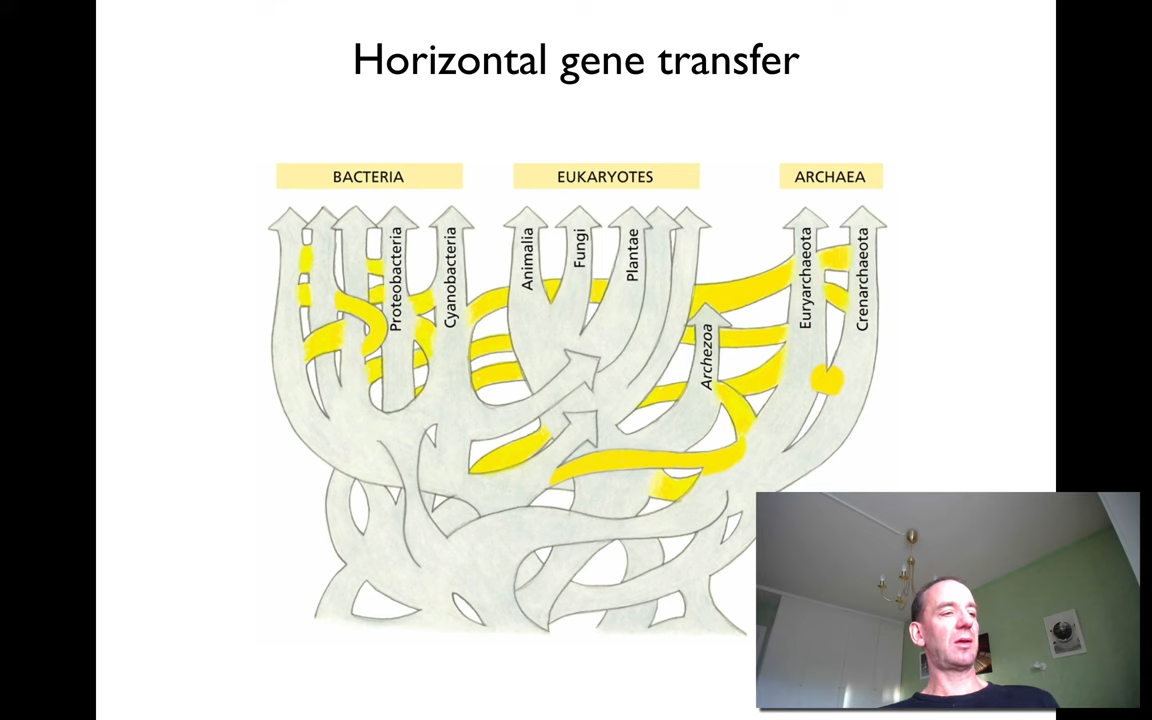 Horizontal gene transfer
BACTERIA
EUKARYOTES
ARCHAEA
Proteobacteria
Cyanobacteria
Animalia
Fungi
Plantae
Archezoa
Euryarchaeota
Crenarchaeota